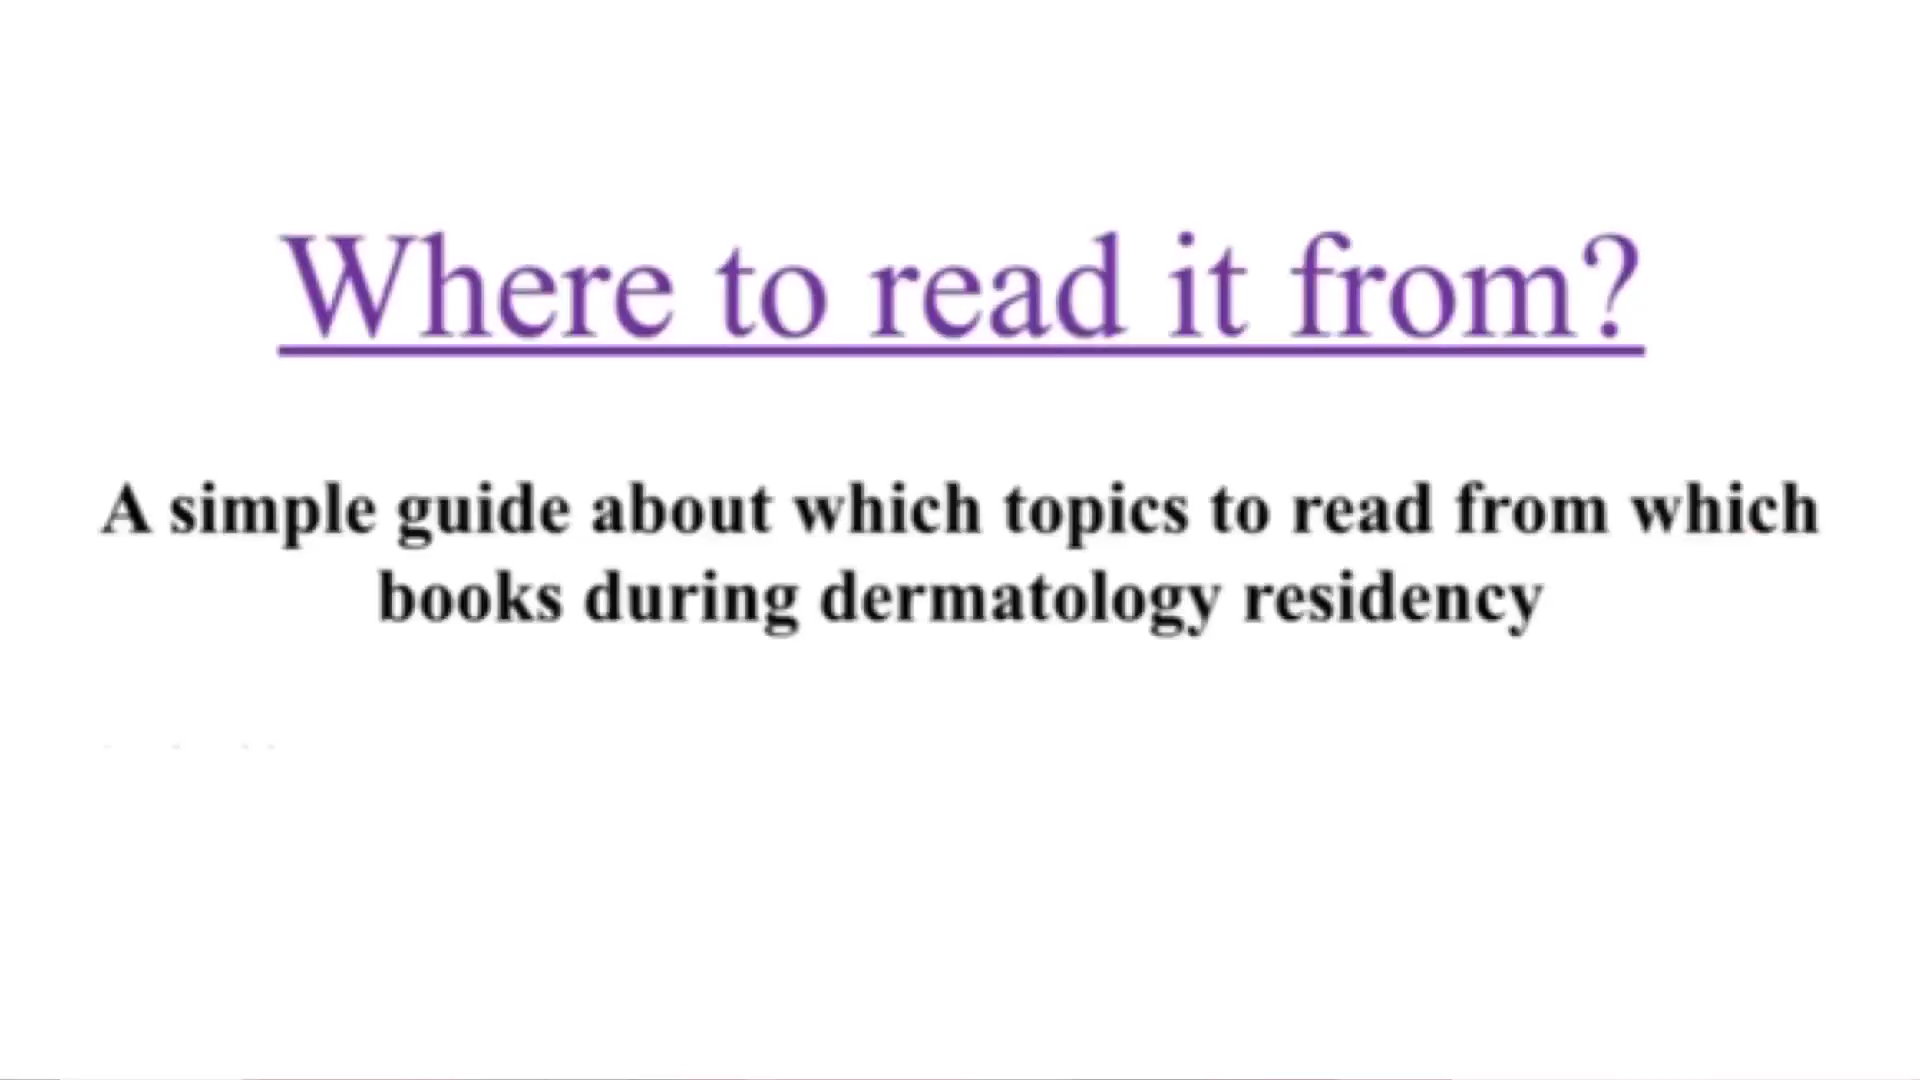 Where to read it from?
A simple guide about which topics to read from which
books during dermatology residency